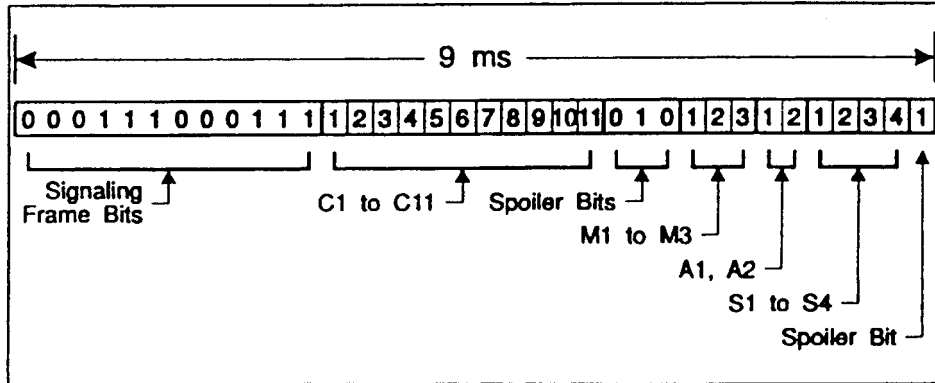 9 ms
0 0 0 1 1 1 0 0 0 1 1 1 1 2 3 4 5 6 7 8 9 10 11 0 1 0 1 2 3 1 2 1 2 3 4 1
Signaling
Frame Bits
C1 to C11
Spoiler Bits
M1 to M3
A1, A2
S1 to S4
Spoiler Bit